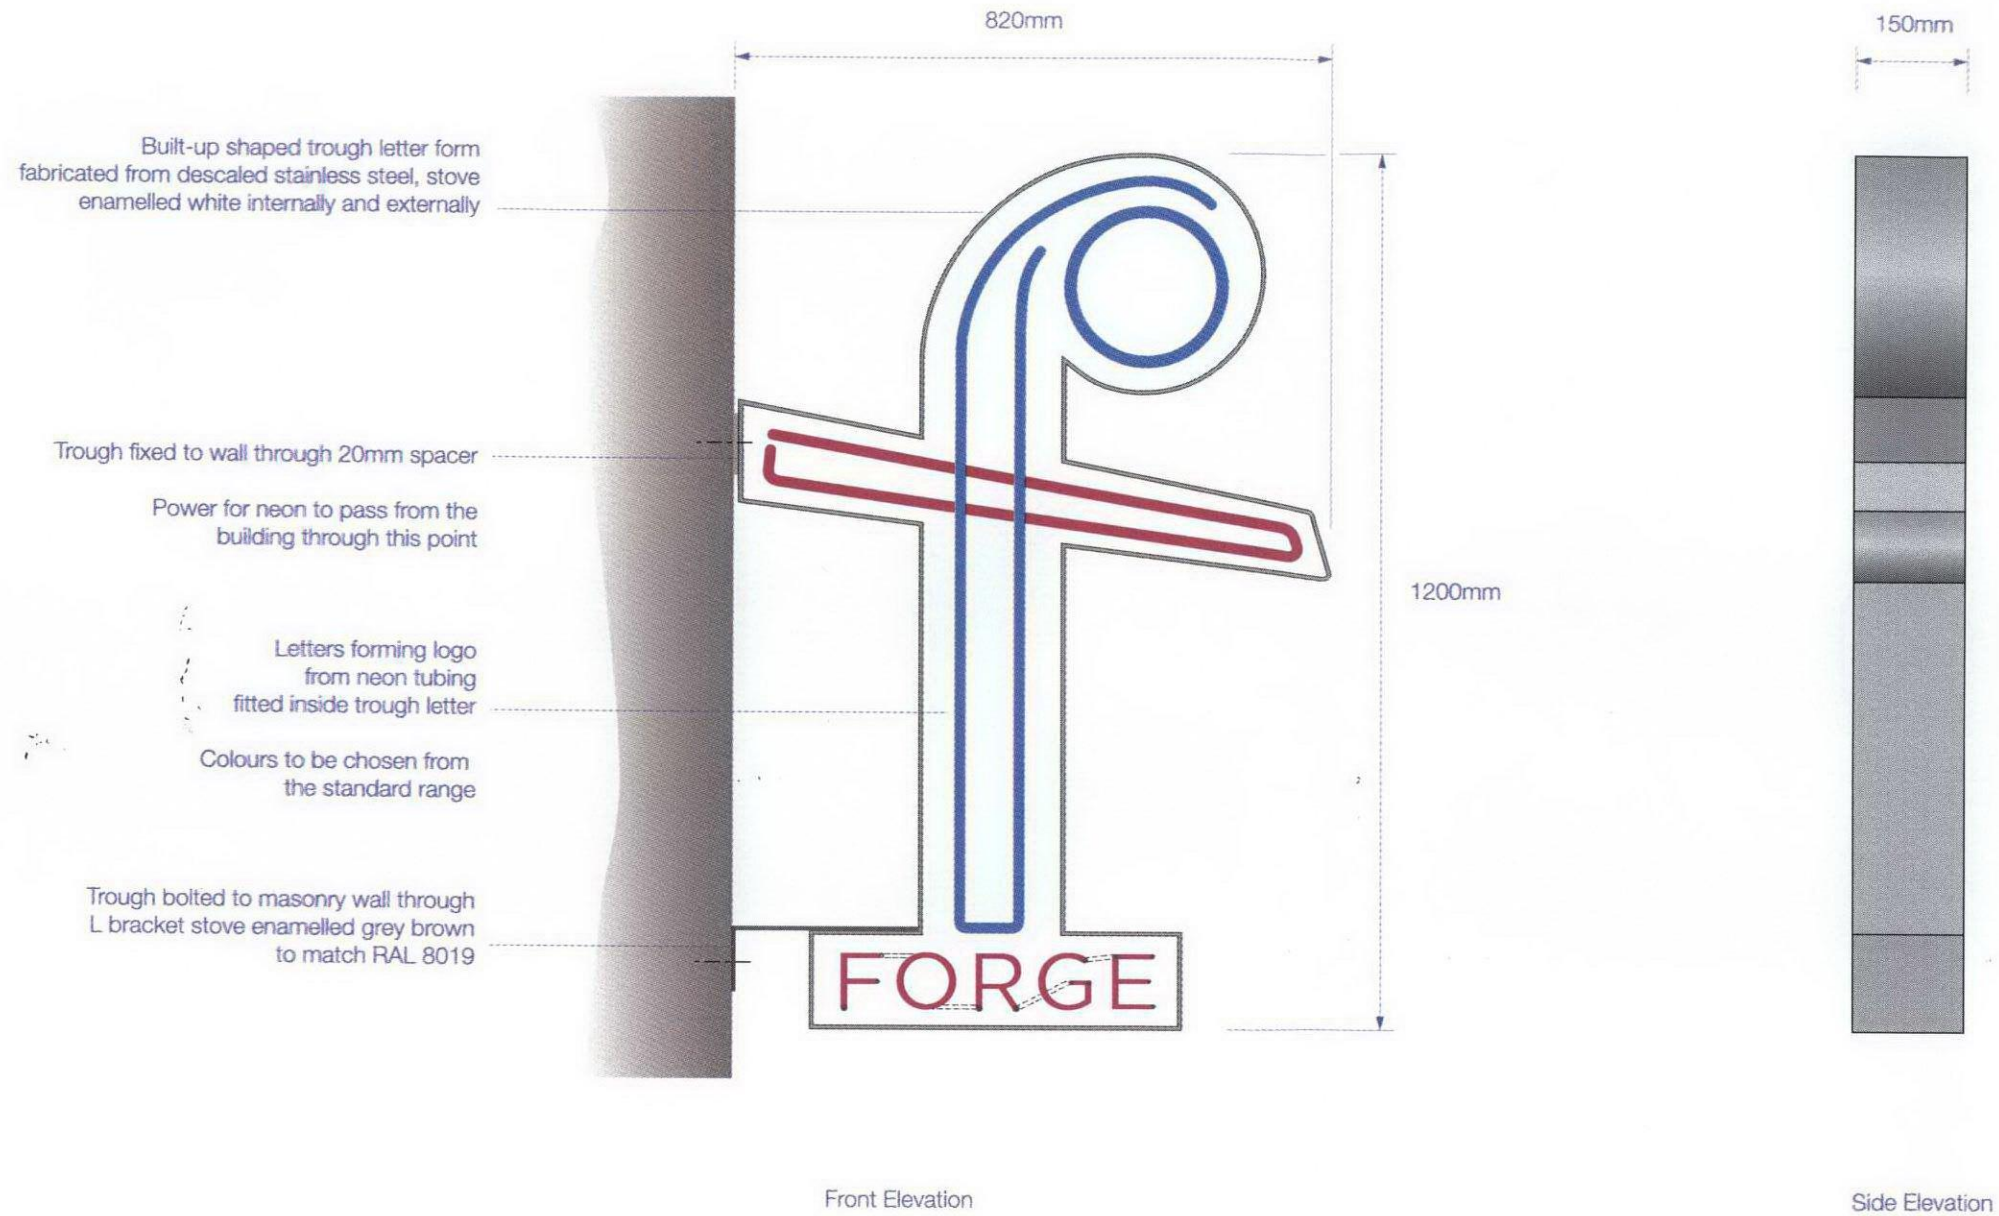 820mm
150mm
Built-up shaped trough letter form
fabricated from descaled stainless steel, stove
enamelled white internally and externally
Trough fixed to wall through 20mm spacer
Power for neon to pass from the
building through this point
1200mm
Letters forming logo
from neon tubing
fitted inside trough letter
Colours to be chosen from
the standard range
Trough bolted to masonry wall through
L bracket stove enamelled grey brown
to match RAL 8019
f
FORGE
Front Elevation
Side Elevation